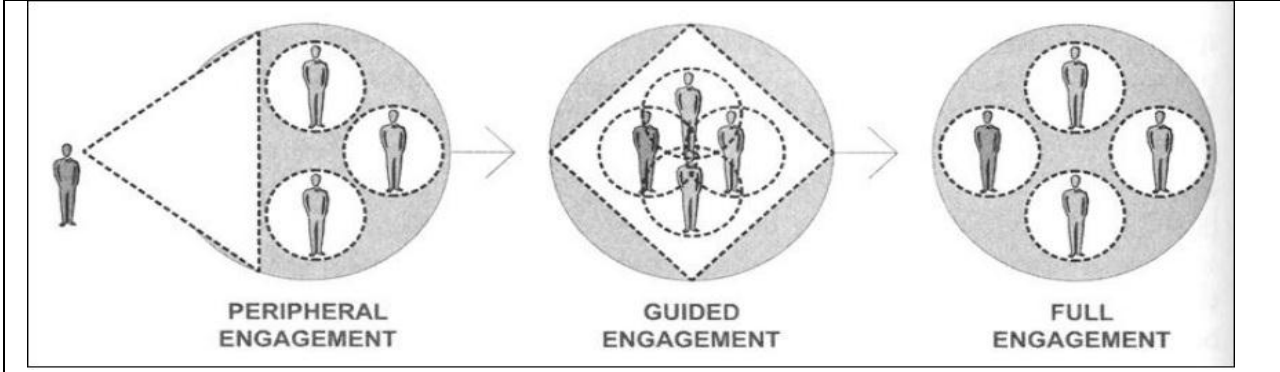 PERIPHERAL
ENGAGEMENT
GUIDED
ENGAGEMENT
FULL
ENGAGEMENT